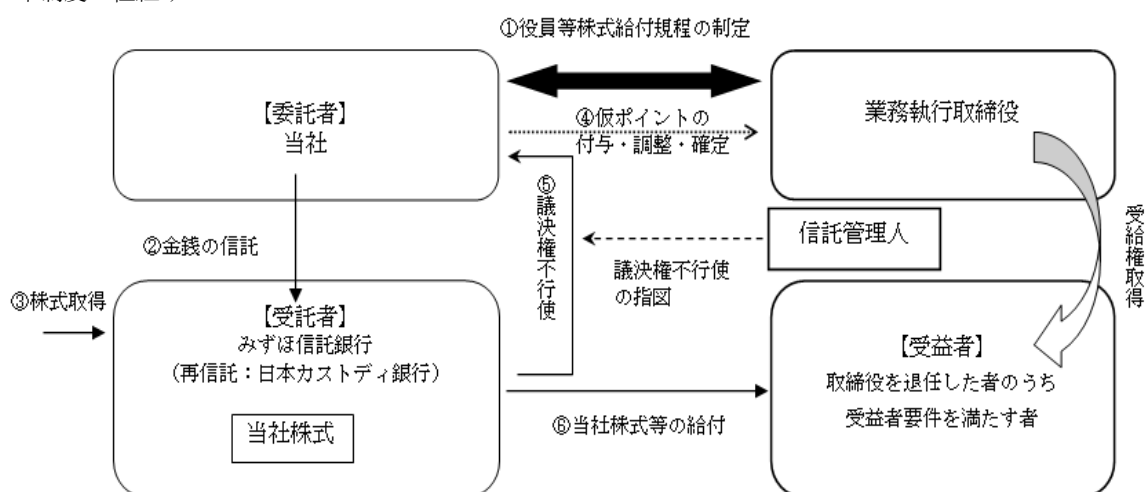 ①役員等株式給付規程の制定
【委託者】
当社
④仮ポイントの
付与・調整・確定
業務執行取締役
⑤議決権不行使
受給権取得
信託管理人
②金銭の信託
議決権不行使
の指図
③株式取得
【受託者】
みずほ信託銀行
(再信託：日本カストディ銀行)
当社株式
⑥当社株式等の給付
【受益者】
取締役を退任した者のうち
受益者要件を満たす者